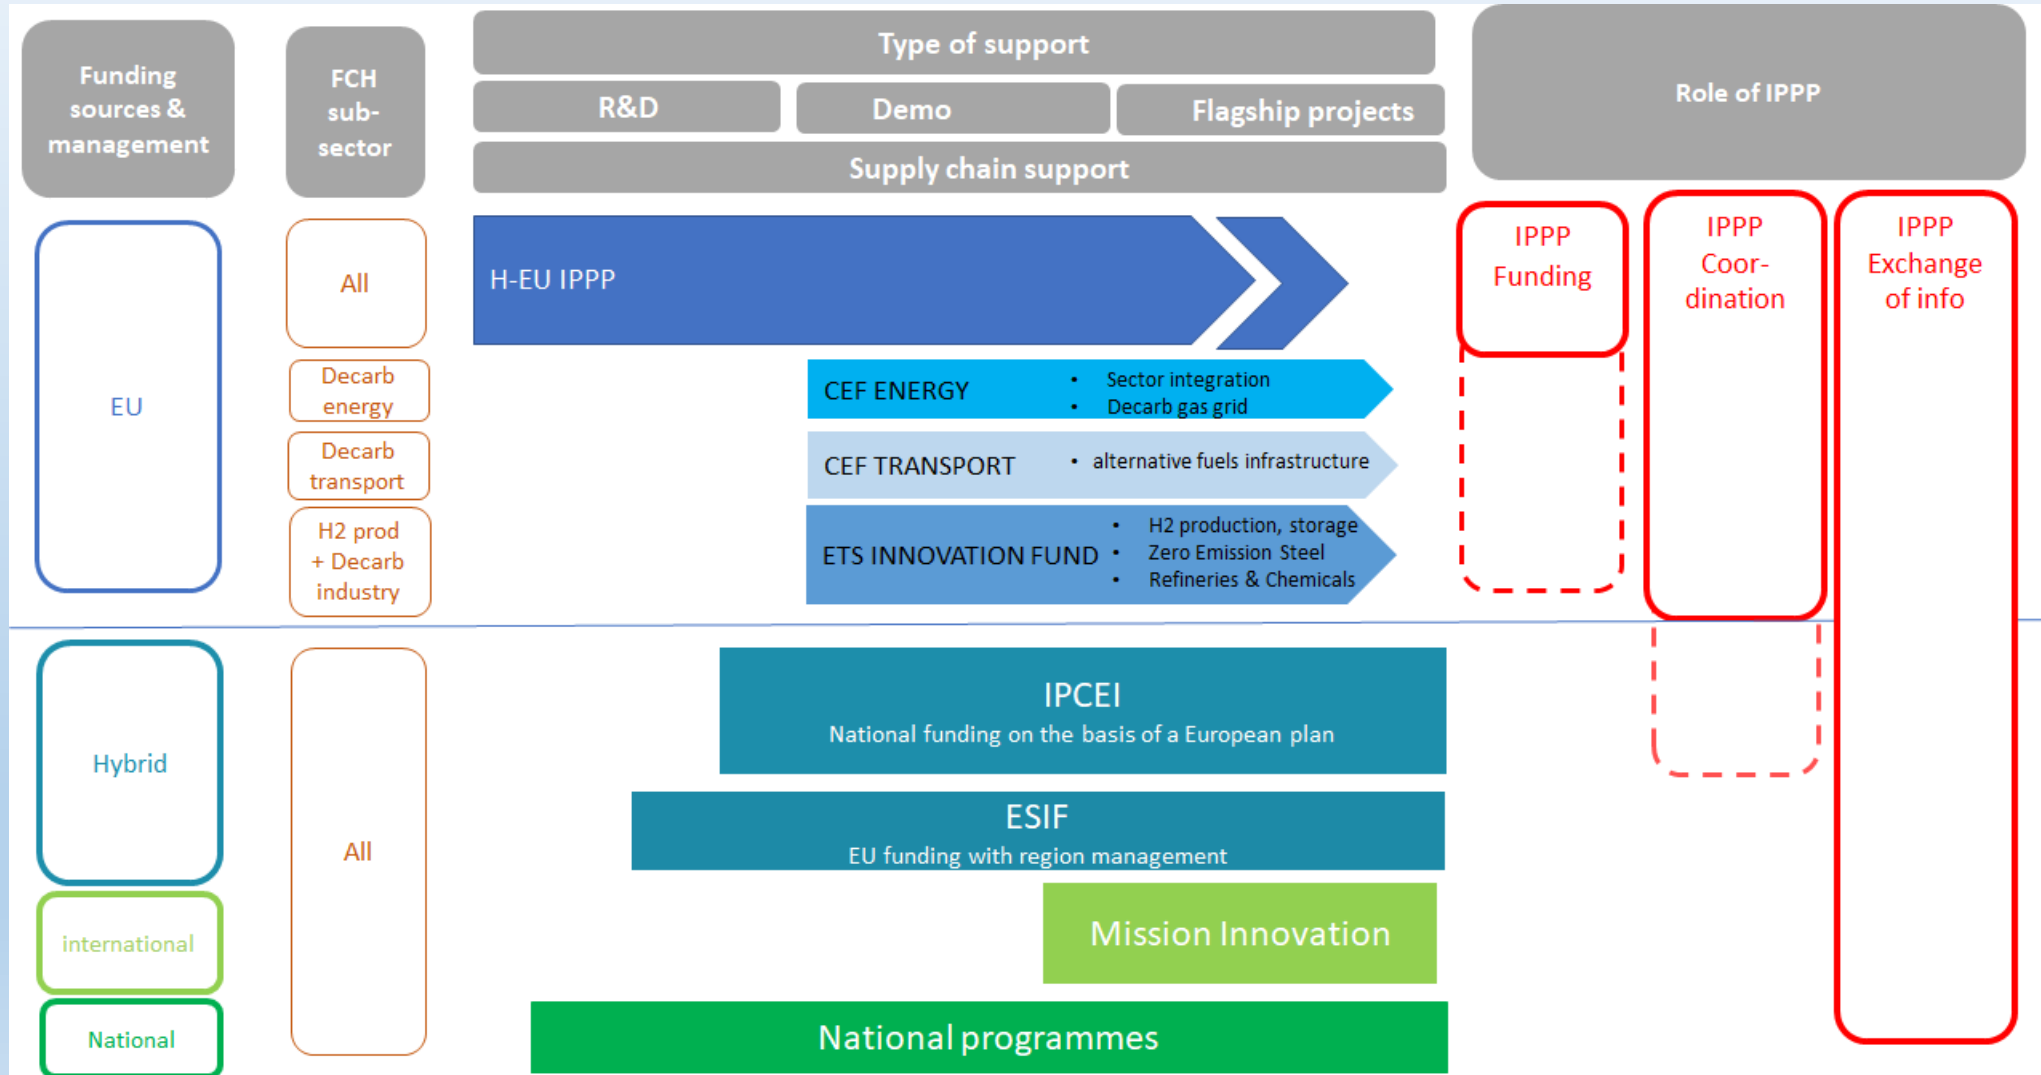 Funding
sources &
management
FCH
sub-
sector
Type of support
R&D
Demo
Flagship projects
Supply chain support
Role of IPPP
EU
All
H-EU IPPP
IPPP
Funding
IPPP
Coor-
dination
IPPP
Exchange
of info
Decarb
energy
CEF ENERGY
• Sector integration
• Decarb gas grid
Decarb
transport
CEF TRANSPORT
• alternative fuels infrastructure
H2 prod
+ Decarb
industry
ETS INNOVATION FUND
• H2 production, storage
• Zero Emission Steel
• Refineries & Chemicals
Hybrid
All
IPCEI
National funding on the basis of a European plan
ESIF
EU funding with region management
international
Mission Innovation
National
National programmes